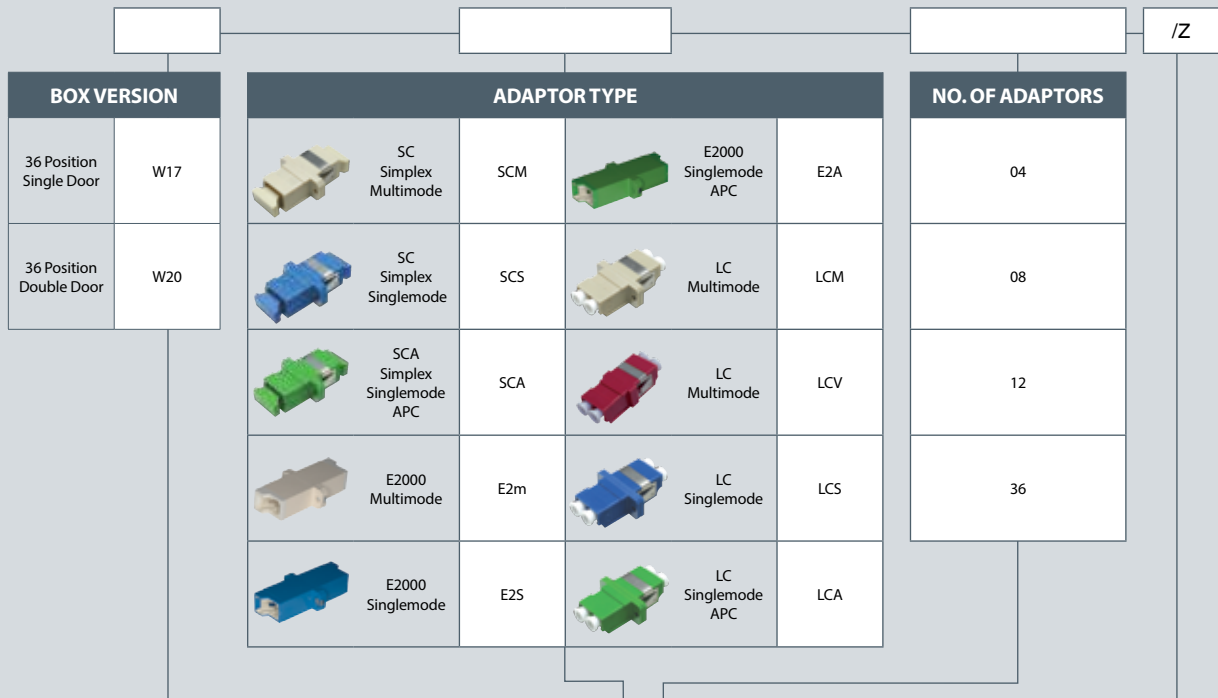 /Z
BOX VERSION
36 Position
Single Door
W17
36 Position
Double Door
W20
ADAPTOR TYPE
SC
Simplex
Multimode
SCM
E2000
Singlemode
APC
E2A
SC
Simplex
Singlemode
SCS
LC
Multimode
LCM
SCA
Simplex
Singlemode
APC
SCA
LC
Multimode
LCV
E2000
Multimode
E2m
LC
Singlemode
LCS
E2000
Singlemode
E2S
LC
Singlemode
APC
LCA
NO. OF ADAPTORS
04
08
12
36